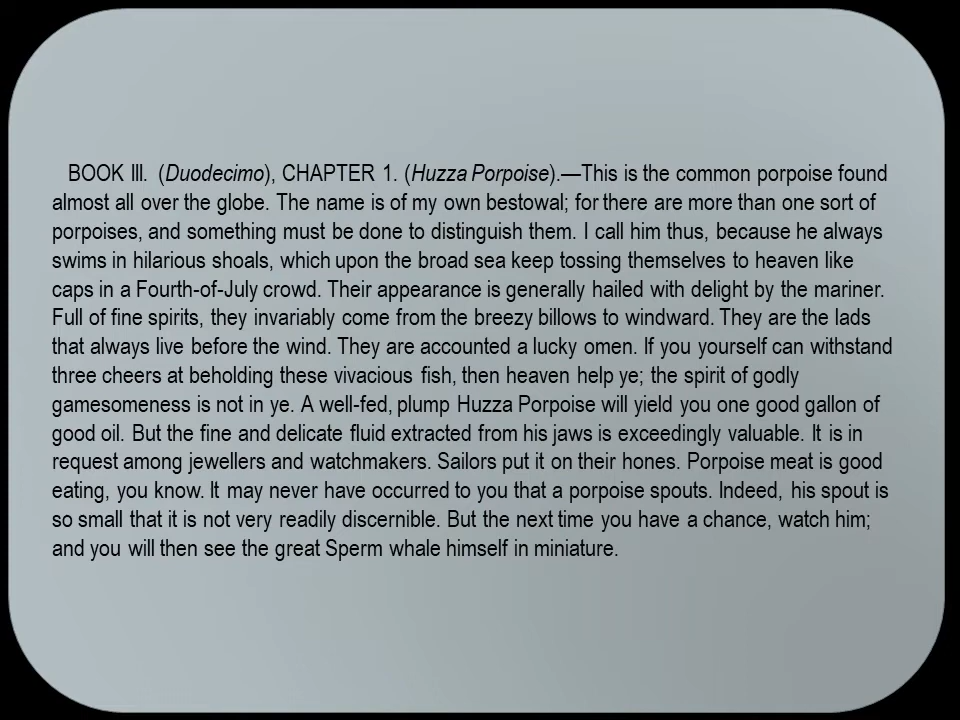 BOOK III. (Duodecimo), CHAPTER 1. (Huzza Porpoise).—This is the common porpoise found
almost all over the globe. The name is of my own bestowal; for there are more than one sort of
porpoises, and something must be done to distinguish them. I call him thus, because he always
swims in hilarious shoals, which upon the broad sea keep tossing themselves to heaven like
caps in a Fourth-of-July crowd. Their appearance is generally hailed with delight by the mariner.
Full of fine spirits, they invariably come from the breezy billows to windward. They are the lads
that always live before the wind. They are accounted a lucky omen. If you yourself can withstand
three cheers at beholding these vivacious fish, then heaven help ye; the spirit of godly
gamesomeness is not in ye. A well-fed, plump Huzza Porpoise will yield you one good gallon of
good oil. But the fine and delicate fluid extracted from his jaws is exceedingly valuable. It is in
request among jewellers and watchmakers. Sailors put it on their hones. Porpoise meat is good
eating, you know. It may never have occurred to you that a porpoise spouts. Indeed, his spout is
so small that it is not very readily discernible. But the next time you have a chance, watch him;
and you will then see the great Sperm whale himself in miniature.